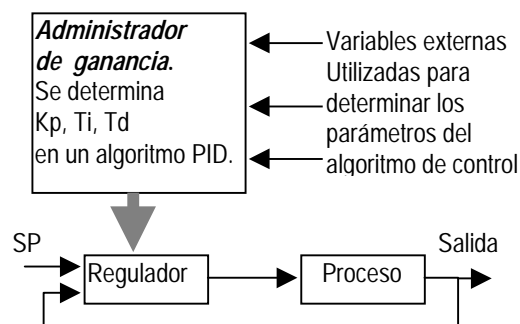 Administrador
de ganancia.
Se determina
Kp, Ti, Td
en un algoritmo PID.
Variables externas
Utilizadas para
determinar los
parámetros del
algoritmo de control
SP
Salida
Regulador
Proceso